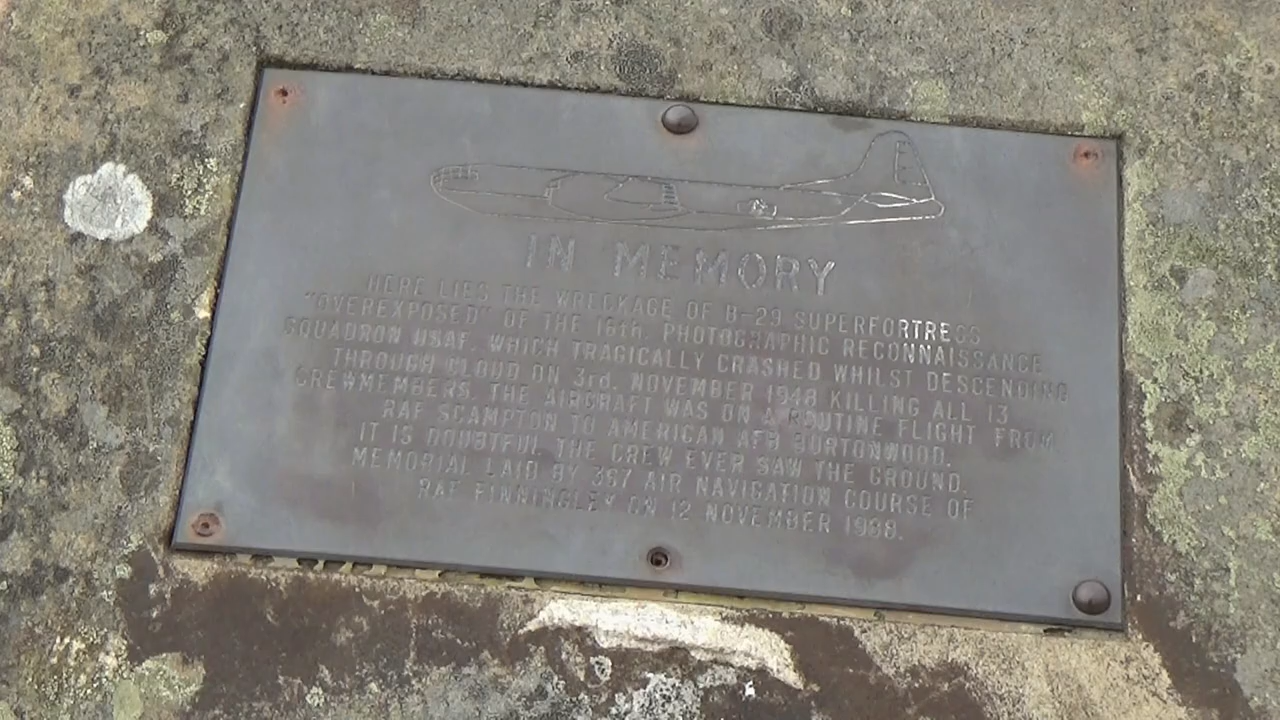 IN MEMORY
HERE LIES THE WRECKAGE OF B-29 SUPERFORTRESS
"OVEREXPOSED" OF THE 16th. PHOTOGRAPHIC RECONNAISSANCE
SQUADRON USAF, WHICH TRAGICALLY CRASHED WHILST DESCENDING
THROUGH CLOUD ON 3rd. NOVEMBER 1948 KILLING ALL 13
CREWMEMBERS. THE AIRCRAFT WAS ON A ROUTINE FLIGHT FROM
RAF SCAMPTON TO AMERICAN AFB BURTONWOOD.
IT IS DOUBTFUL THE CREW EVER SAW THE GROUND.
MEMORIAL LAID BY 367 AIR NAVIGATION COURSE OF
RAF FINNINGLEY ON 12 NOVEMBER 1988.